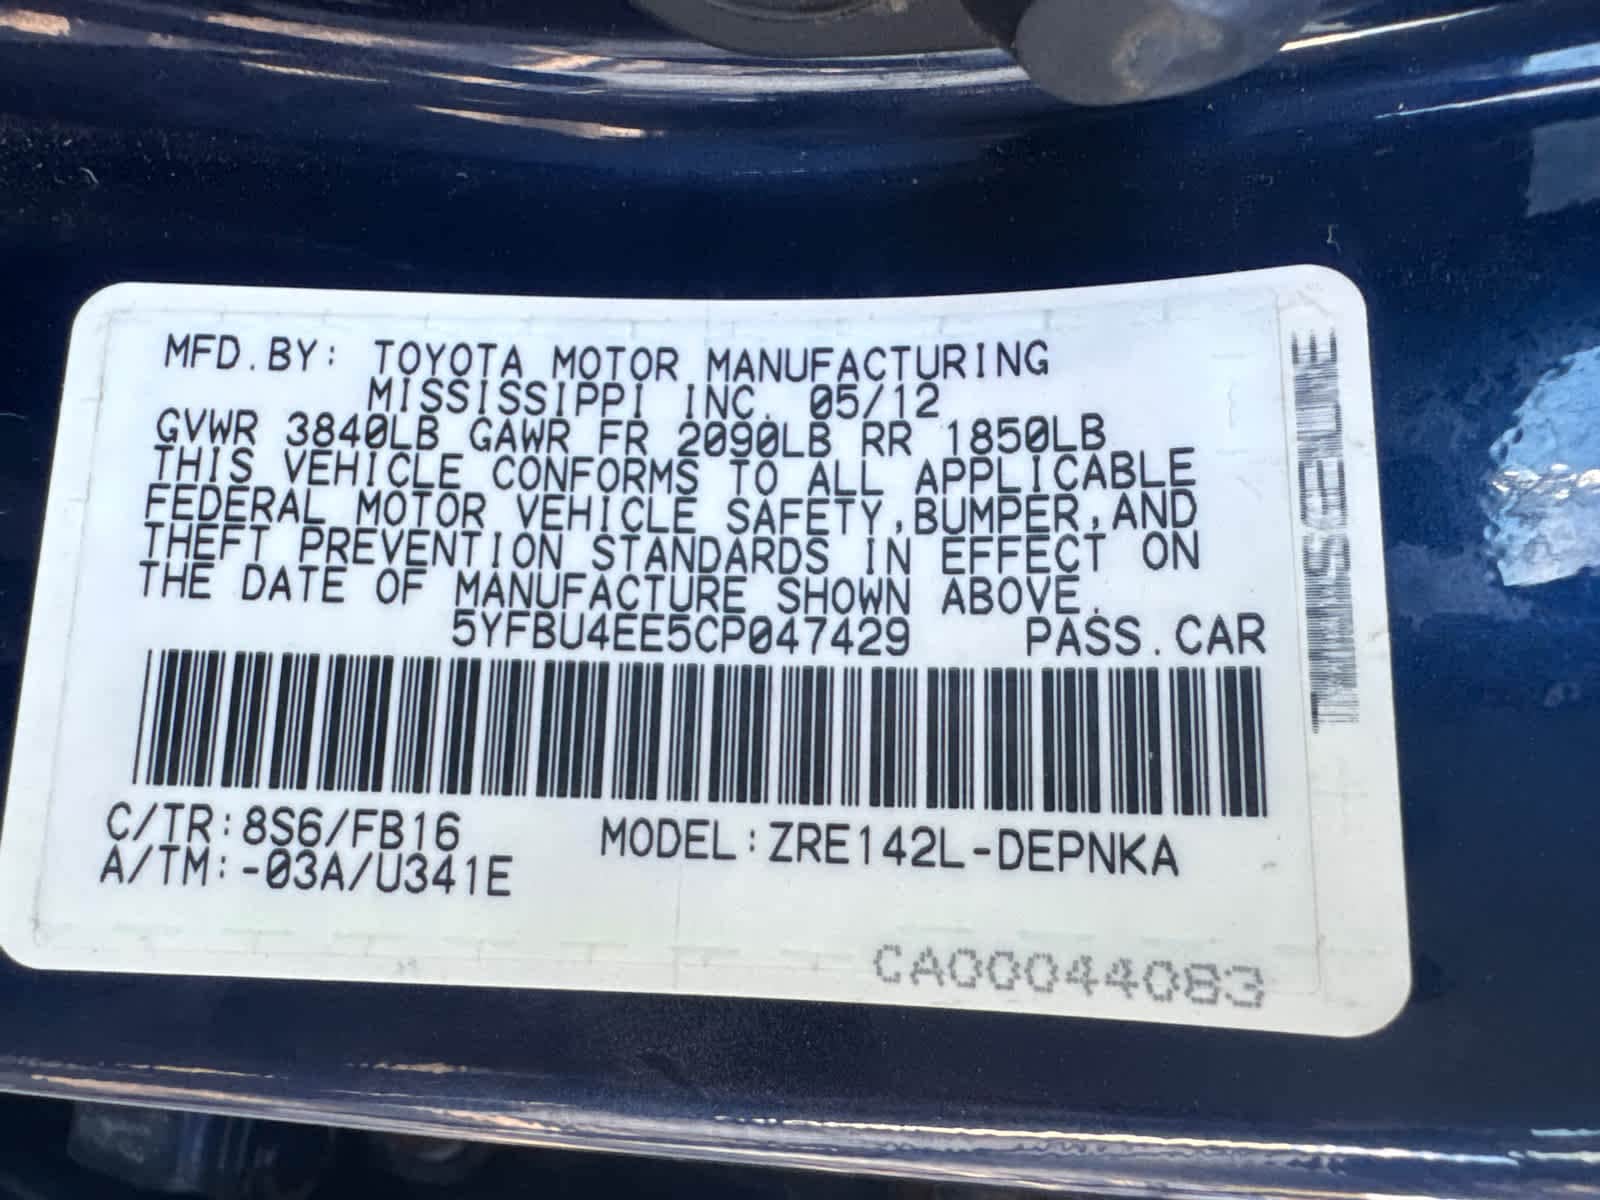 MFD.BY: TOYOTA MOTOR MANUFACTURING
MISSISSIPPI INC. 05/12
GVWR 3840LB GAWR FR 2090LB RR 1850LB
THIS VEHICLE CONFORMS TO ALL APPLICABLE
FEDERAL MOTOR VEHICLE SAFETY,BUMPER,AND
THEFT PREVENTION STANDARDS IN EFFECT ON
THE DATE OF MANUFACTURE SHOWN ABOVE.
5YFBU4EE5CP047429 PASS.CAR
C/TR:8S6/FB16 MODEL:ZRE142L-DEPNKA
A/TM:-03A/U341E
CA00044083